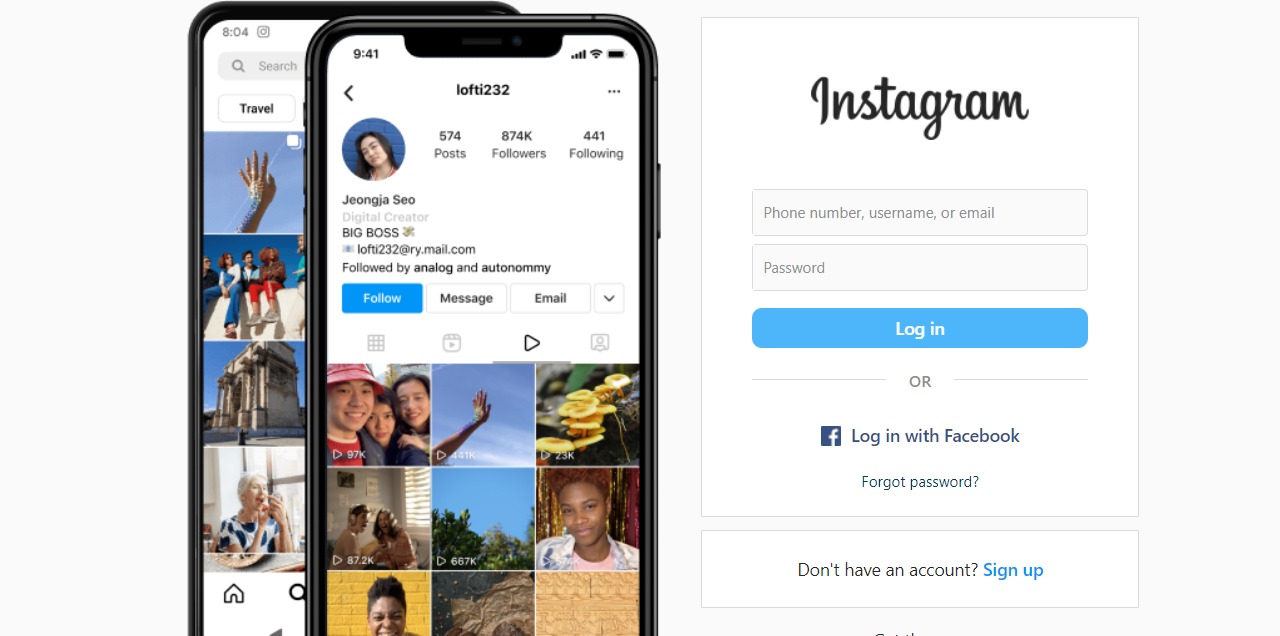 8:04
Search
Travel
9:41
lofti232
574 874K 441
Posts Followers Following
Jeongja Seo
Digital Creator
BIG BOSS 💸
📧 lofti232@ry.mail.com
Followed by analog and autonommy
Follow Message Email
97K 441K 23K
87.2K 667K
Instagram
Phone number, username, or email
Password
Log in
OR
Log in with Facebook
Forgot password?
Don't have an account? Sign up